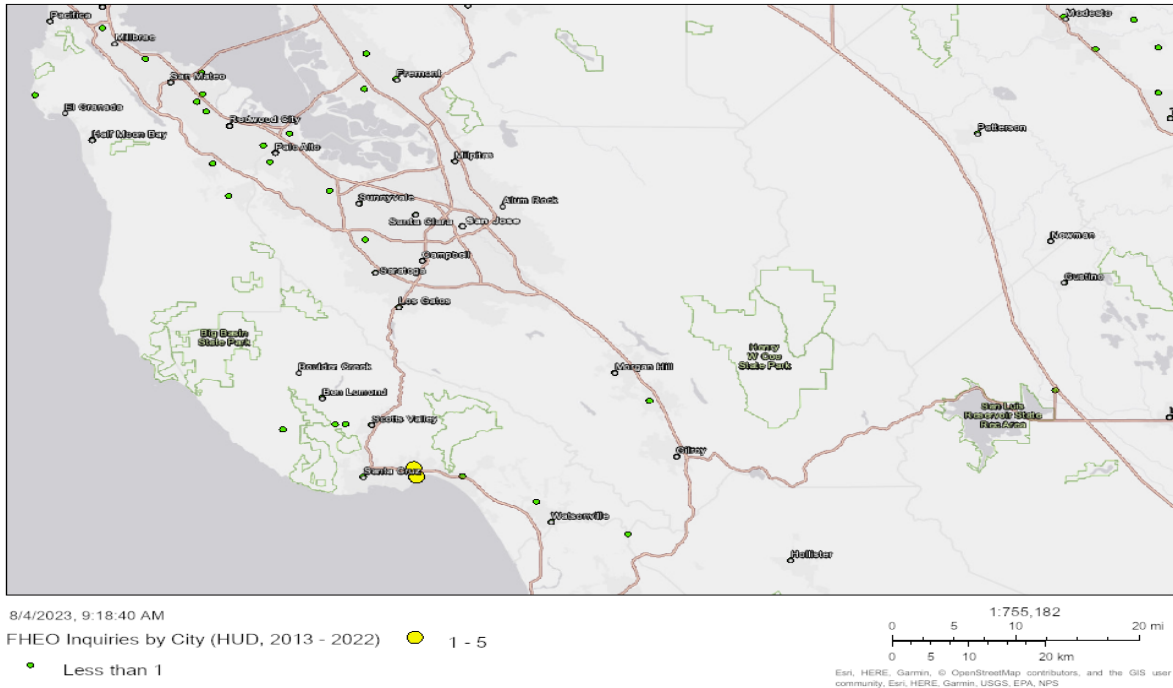 Pacifica
Millbrae
San Mateo
El Granada
Half Moon Bay
Redwood City
Palo Alto
Fremont
Milpitas
Sunnyvale
Santa Clara
San Jose
Alum Rock
Campbell
Saratoga
Los Gatos
Modesto
Patterson
Newman
Gustine
Big Basin
State Park
Boulder Creek
Ben Lomond
Scotts Valley
Santa Cruz
Morgan Hill
Henry
W Coe
State Park
San Luis
Reservoir State
Rec Area
Gilroy
Watsonville
Hollister
8/4/2023, 9:18:40 AM
FHEO Inquiries by City (HUD, 2013 - 2022)
1 - 5
Less than 1
1:755,182
0 5 10 20 mi
0 5 10 20 km
Esri, HERE, Garmin, © OpenStreetMap contributors, and the GIS user
community, Esri, HERE, Garmin, USGS, EPA, NPS